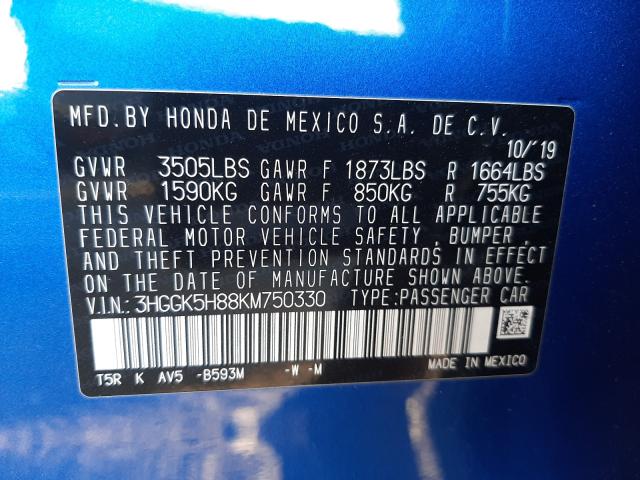 MFD. BY HONDA DE MEXICO S.A. DE C.V.
10/'19
GVWR 3505LBS GAWR F 1873LBS R 1664LBS
GVWR 1590KG GAWR F 850KG R 755KG
THIS VEHICLE CONFORMS TO ALL APPLICABLE
FEDERAL MOTOR VEHICLE SAFETY , BUMPER ,
AND THEFT PREVENTION STANDARDS IN EFFECT
ON THE DATE OF MANUFACTURE SHOWN ABOVE.
V.I.N.: 3HGGK5H88KM750330 TYPE:PASSENGER CAR
T5R K AV5 -B593M -W -M
MADE IN MEXICO